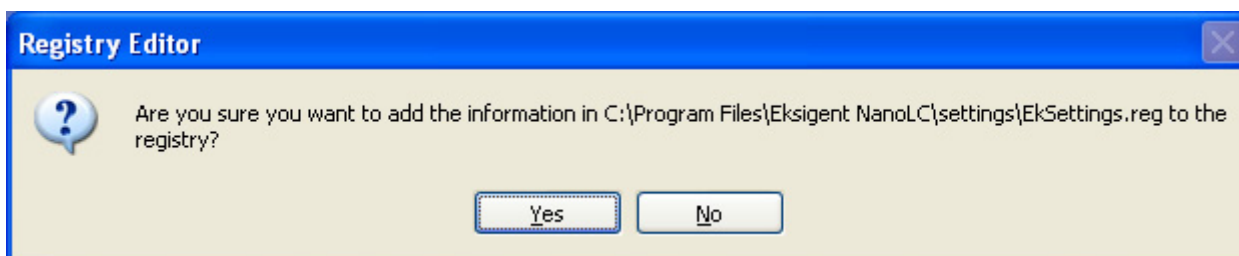 Registry Editor
Are you sure you want to add the information in C:\Program Files\Eksigent NanoLC\settings\EkSettings.reg to the
registry?
Yes No